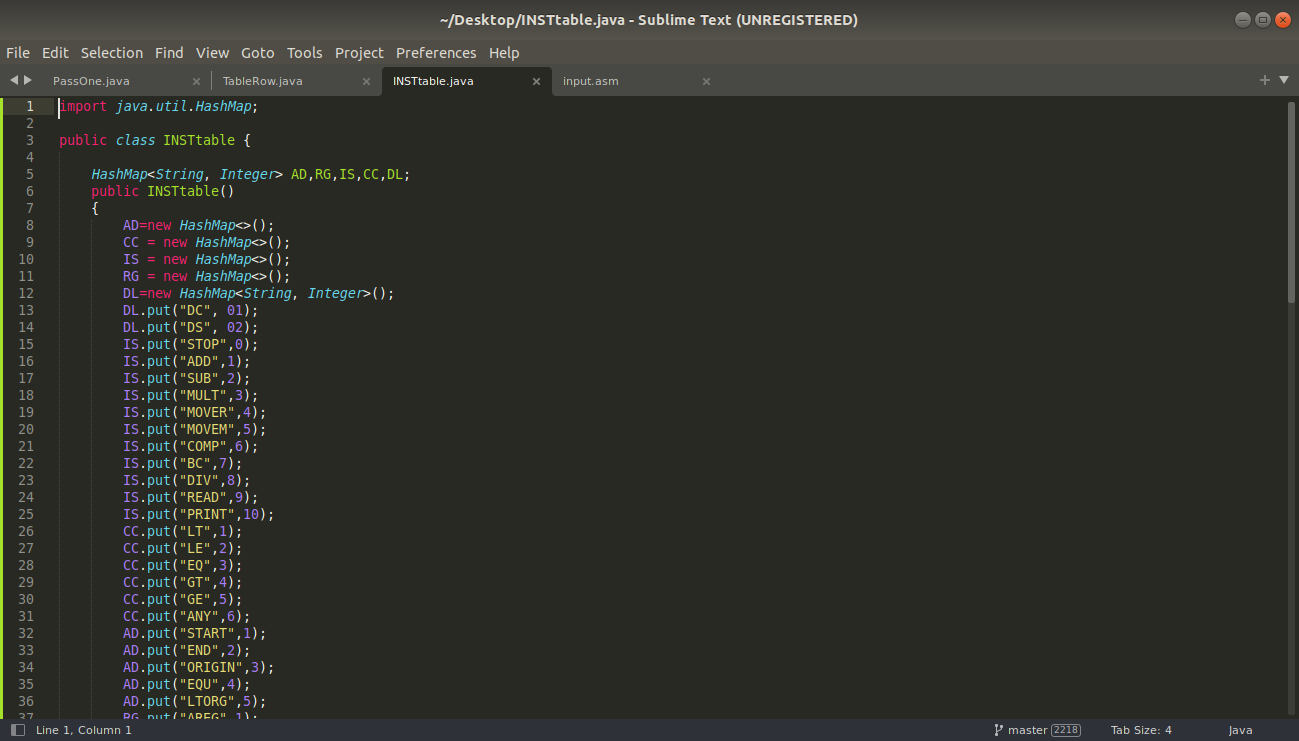 ~/Desktop/INSTtable.java - Sublime Text (UNREGISTERED)
File Edit Selection Find View Goto Tools Project Preferences Help
PassOne.java TableRow.java INSTtable.java input.asm
1 import java.util.HashMap;
2
3 public class INSTtable {
4
5 HashMap<String, Integer> AD,RG,IS,CC,DL;
6 public INSTtable()
7 {
8 AD=new HashMap<>();
9 CC = new HashMap<>();
10 IS = new HashMap<>();
11 RG = new HashMap<>();
12 DL=new HashMap<String, Integer>();
13 DL.put("DC", 01);
14 DL.put("DS", 02);
15 IS.put("STOP",0);
16 IS.put("ADD",1);
17 IS.put("SUB",2);
18 IS.put("MULT",3);
19 IS.put("MOVER",4);
20 IS.put("MOVEM",5);
21 IS.put("COMP",6);
22 IS.put("BC",7);
23 IS.put("DIV",8);
24 IS.put("READ",9);
25 IS.put("PRINT",10);
26 CC.put("LT",1);
27 CC.put("LE",2);
28 CC.put("EQ",3);
29 CC.put("GT",4);
30 CC.put("GE",5);
31 CC.put("ANY",6);
32 AD.put("START",1);
33 AD.put("END",2);
34 AD.put("ORIGIN",3);
35 AD.put("EQU",4);
36 AD.put("LTORG",5);
37 RG.put("AREG",1);
Line 1, Column 1 master 2218 Tab Size: 4 Java